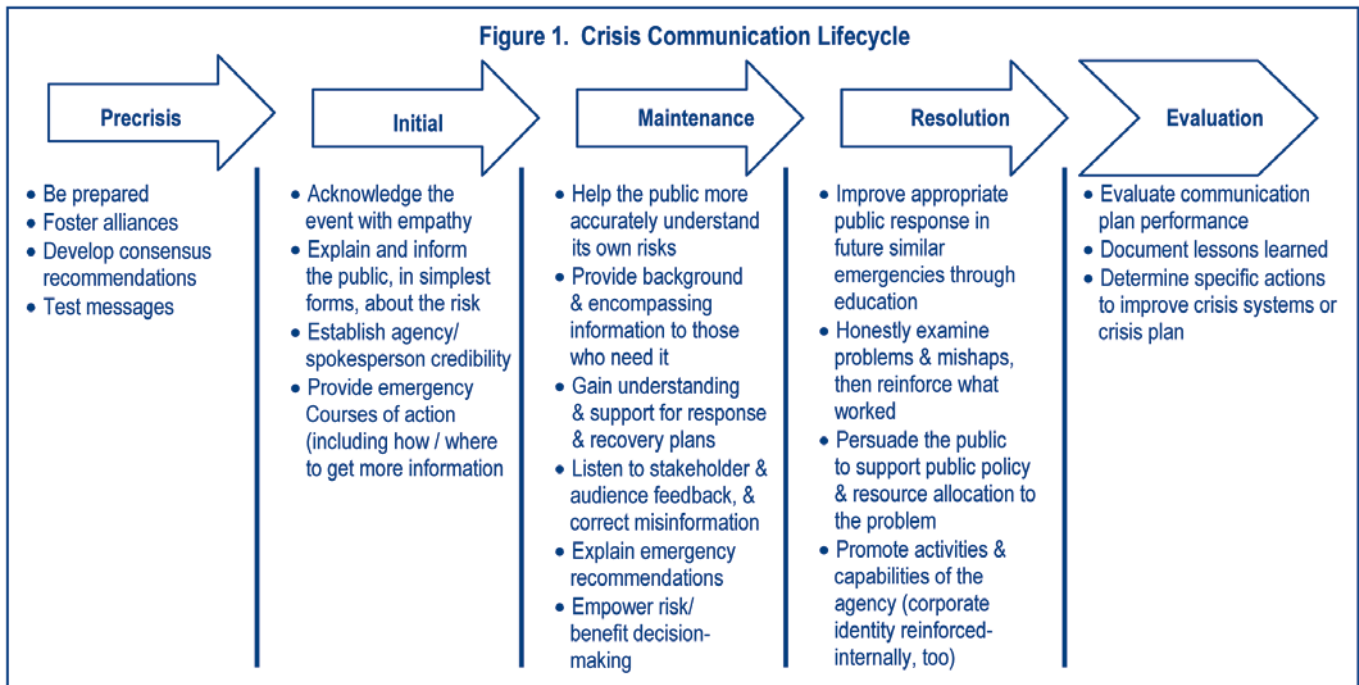 Figure 1. Crisis Communication Lifecycle
Precrisis
• Be prepared
• Foster alliances
• Develop consensus
recommendations
• Test messages
Initial
• Acknowledge the
event with empathy
• Explain and inform
the public, in simplest
forms, about the risk
• Establish agency/
spokesperson credibility
• Provide emergency
Courses of action
(including how / where
to get more information
Maintenance
• Help the public more
accurately understand
its own risks
• Provide background
& encompassing
information to those
who need it
• Gain understanding
& support for response
& recovery plans
• Listen to stakeholder &
audience feedback, &
correct misinformation
• Explain emergency
recommendations
• Empower risk/
benefit decision-
making
Resolution
• Improve appropriate
public response in
future similar
emergencies through
education
• Honestly examine
problems & mishaps,
then reinforce what
worked
• Persuade the public
to support public policy
& resource allocation to
the problem
• Promote activities &
capabilities of the
agency (corporate
identity reinforced-
internally, too)
Evaluation
• Evaluate communication
plan performance
• Document lessons learned
• Determine specific actions
to improve crisis systems or
crisis plan